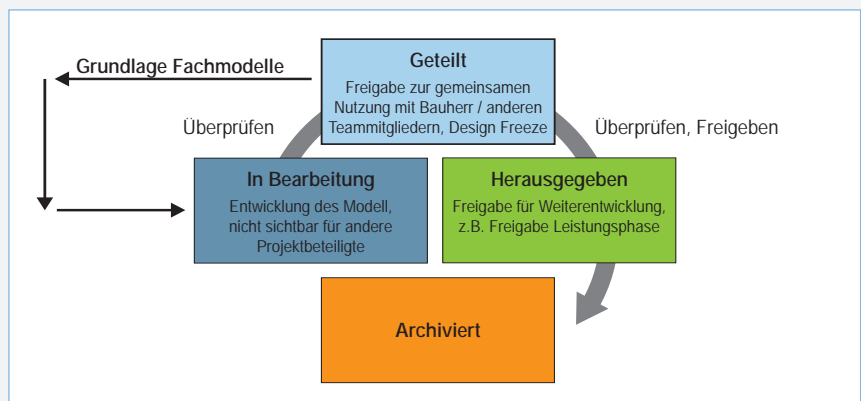 Grundlage Fachmodelle
Geteilt
Freigabe zur gemeinsamen
Nutzung mit Bauherr / anderen
Teammitgliedern, Design Freeze
Überprüfen
Überprüfen, Freigeben
In Bearbeitung
Entwicklung des Modell,
nicht sichtbar für andere
Projektbeteiligte
Herausgegeben
Freigabe für Weiterentwicklung,
z.B. Freigabe Leistungsphase
Archiviert